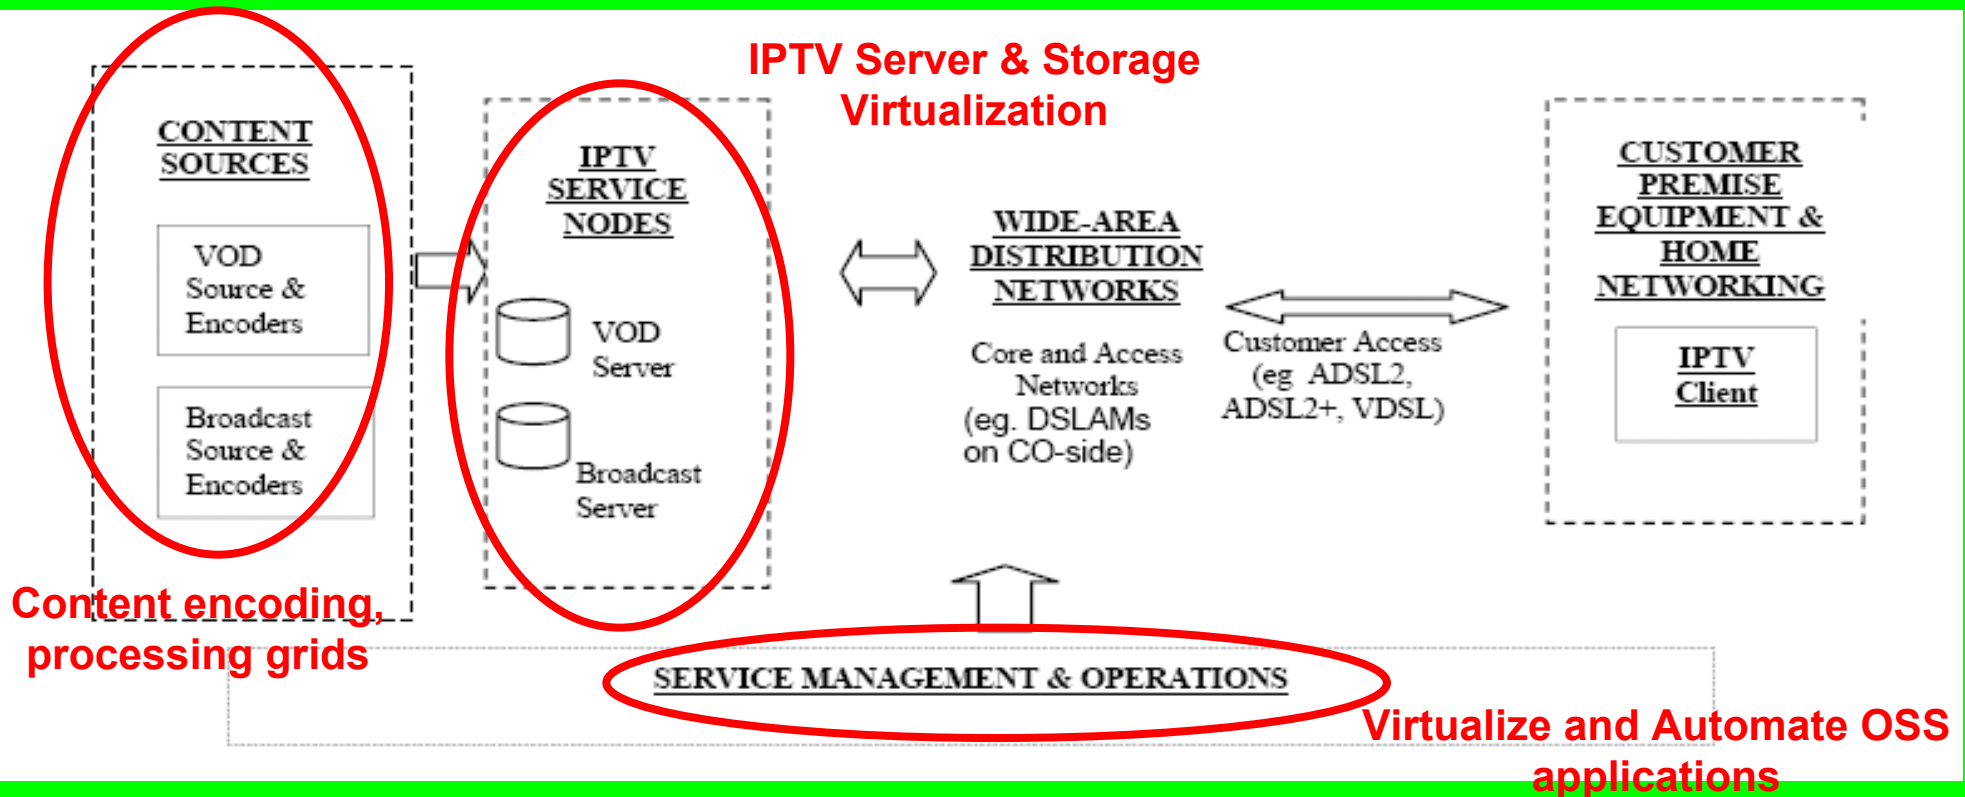 IPTV Server & Storage
Virtualization
CONTENT
SOURCES
VOD
Source &
Encoders
Broadcast
Source &
Encoders
Content encoding,
processing grids
IPTV
SERVICE
NODES
VOD
Server
Broadcast
Server
WIDE-AREA
DISTRIBUTION
NETWORKS
Core and Access
Networks
(eg. DSLAMs
on CO-side)
Customer Access
(eg ADSL2,
ADSL2+, VDSL)
CUSTOMER
PREMISE
EQUIPMENT &
HOME
NETWORKING
IPTV
Client
SERVICE MANAGEMENT & OPERATIONS
Virtualize and Automate OSS
applications